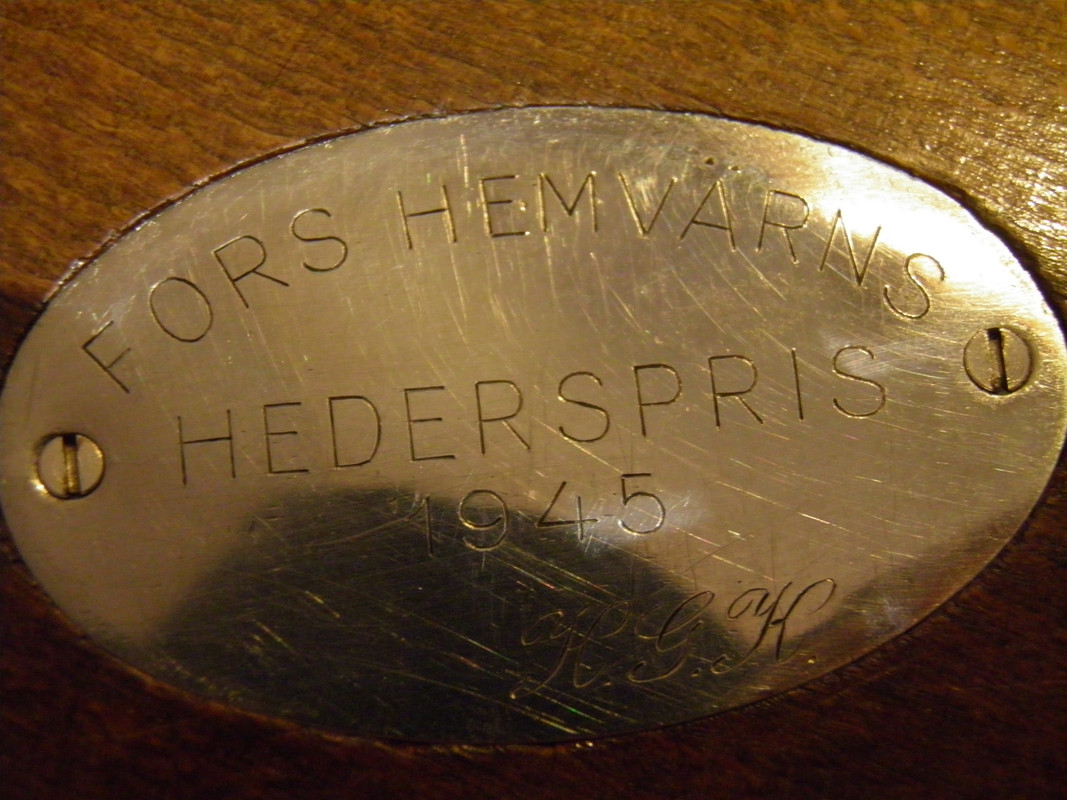 FORS HEMVÄRNS
HEDERSPRIS
1945
H.G.H.